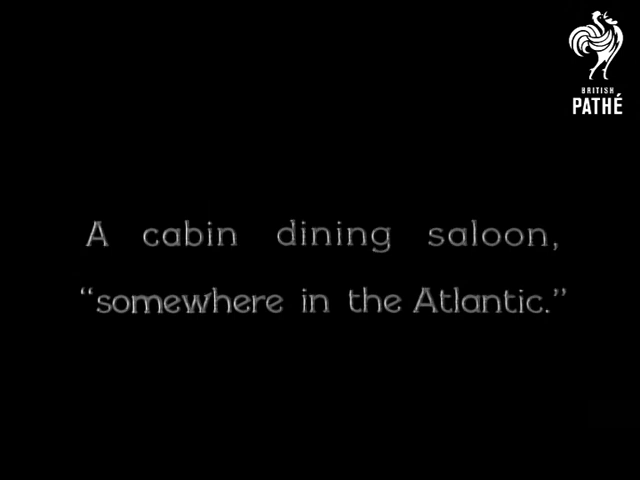 BRITISH
PATHÉ
A cabin dining saloon,
“somewhere in the Atlantic.”